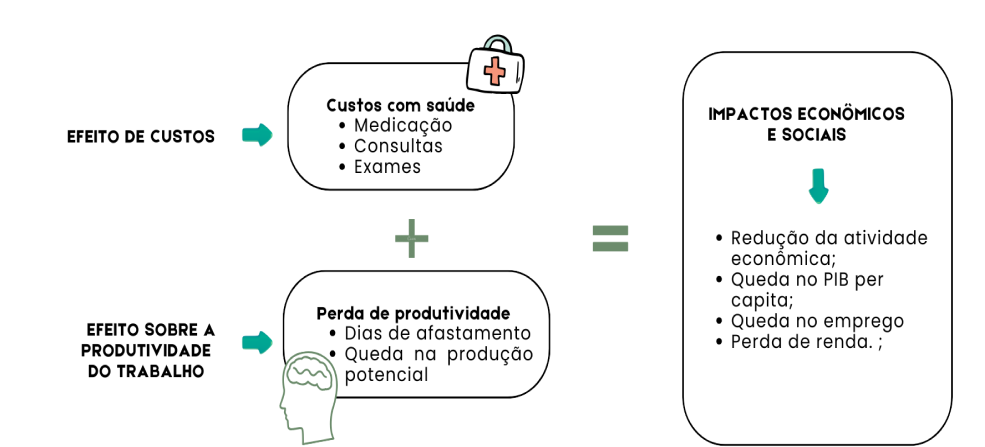 EFEITO DE CUSTOS
Custos com saúde
• Medicação
• Consultas
• Exames
+
EFEITO SOBRE A
PRODUTIVIDADE
DO TRABALHO
Perda de produtividade
• Dias de afastamento
• Queda na produção
potencial
=
IMPACTOS ECONÔMICOS
E SOCIAIS
• Redução da atividade
econômica;
• Queda no PIB per
capita;
• Queda no emprego
• Perda de renda. ;